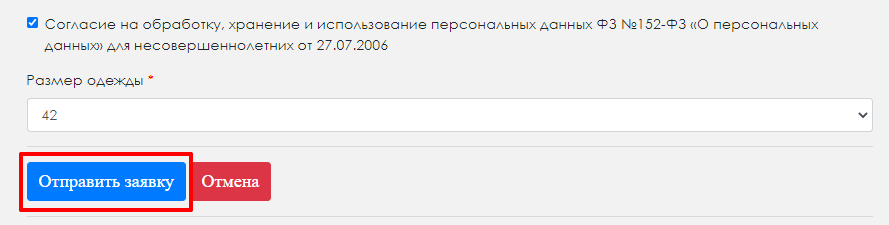 Согласие на обработку, хранение и использование персональных данных ФЗ №152-ФЗ «О персональных
данных» для несовершеннолетних от 27.07.2006
Размер одежды *
42
Отправить заявку Отмена